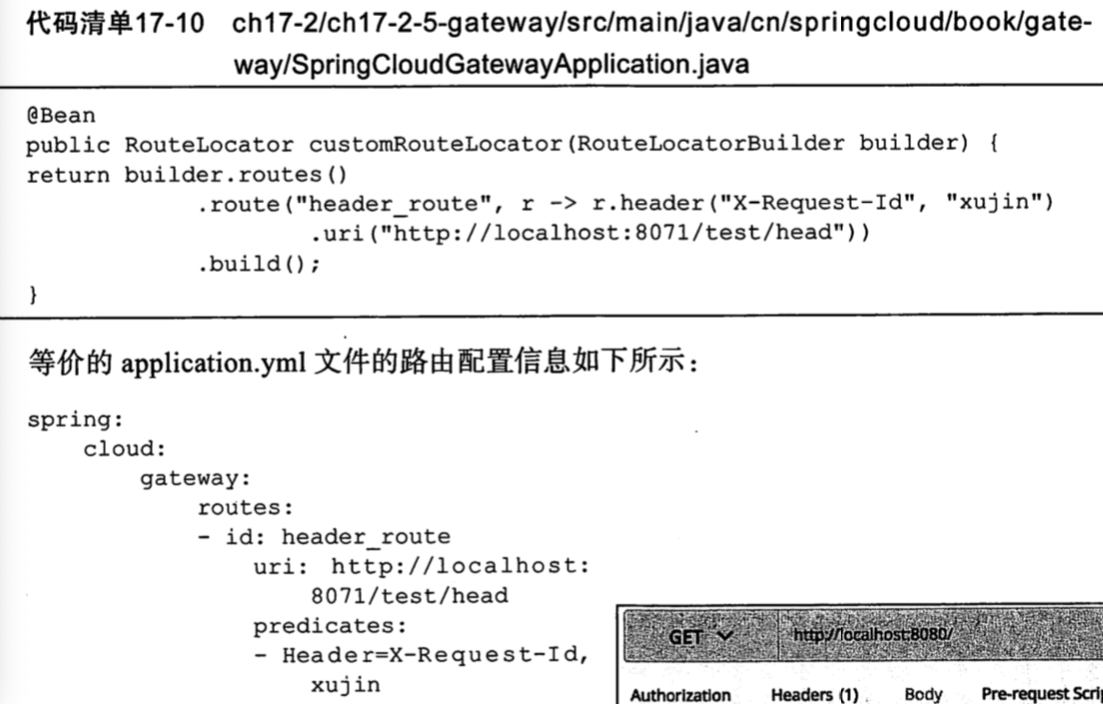 代码清单17-10 ch17-2/ch17-2-5-gateway/src/main/java/cn/springcloud/book/gate-
way/SpringCloudGatewayApplication.java
@Bean
public RouteLocator customRouteLocator(RouteLocatorBuilder builder) {
return builder.routes()
.route("header_route", r -> r.header("X-Request-Id", "xujin")
.uri("http://localhost:8071/test/head"))
.build();
}
等价的 application.yml 文件的路由配置信息如下所示：
spring:
cloud:
gateway:
routes:
- id: header_route
uri: http://localhost:
8071/test/head
predicates:
- Header=X-Request-Id,
xujin
GET http://localhost:8080/
Authorization Headers (1) Body Pre-request Scrip